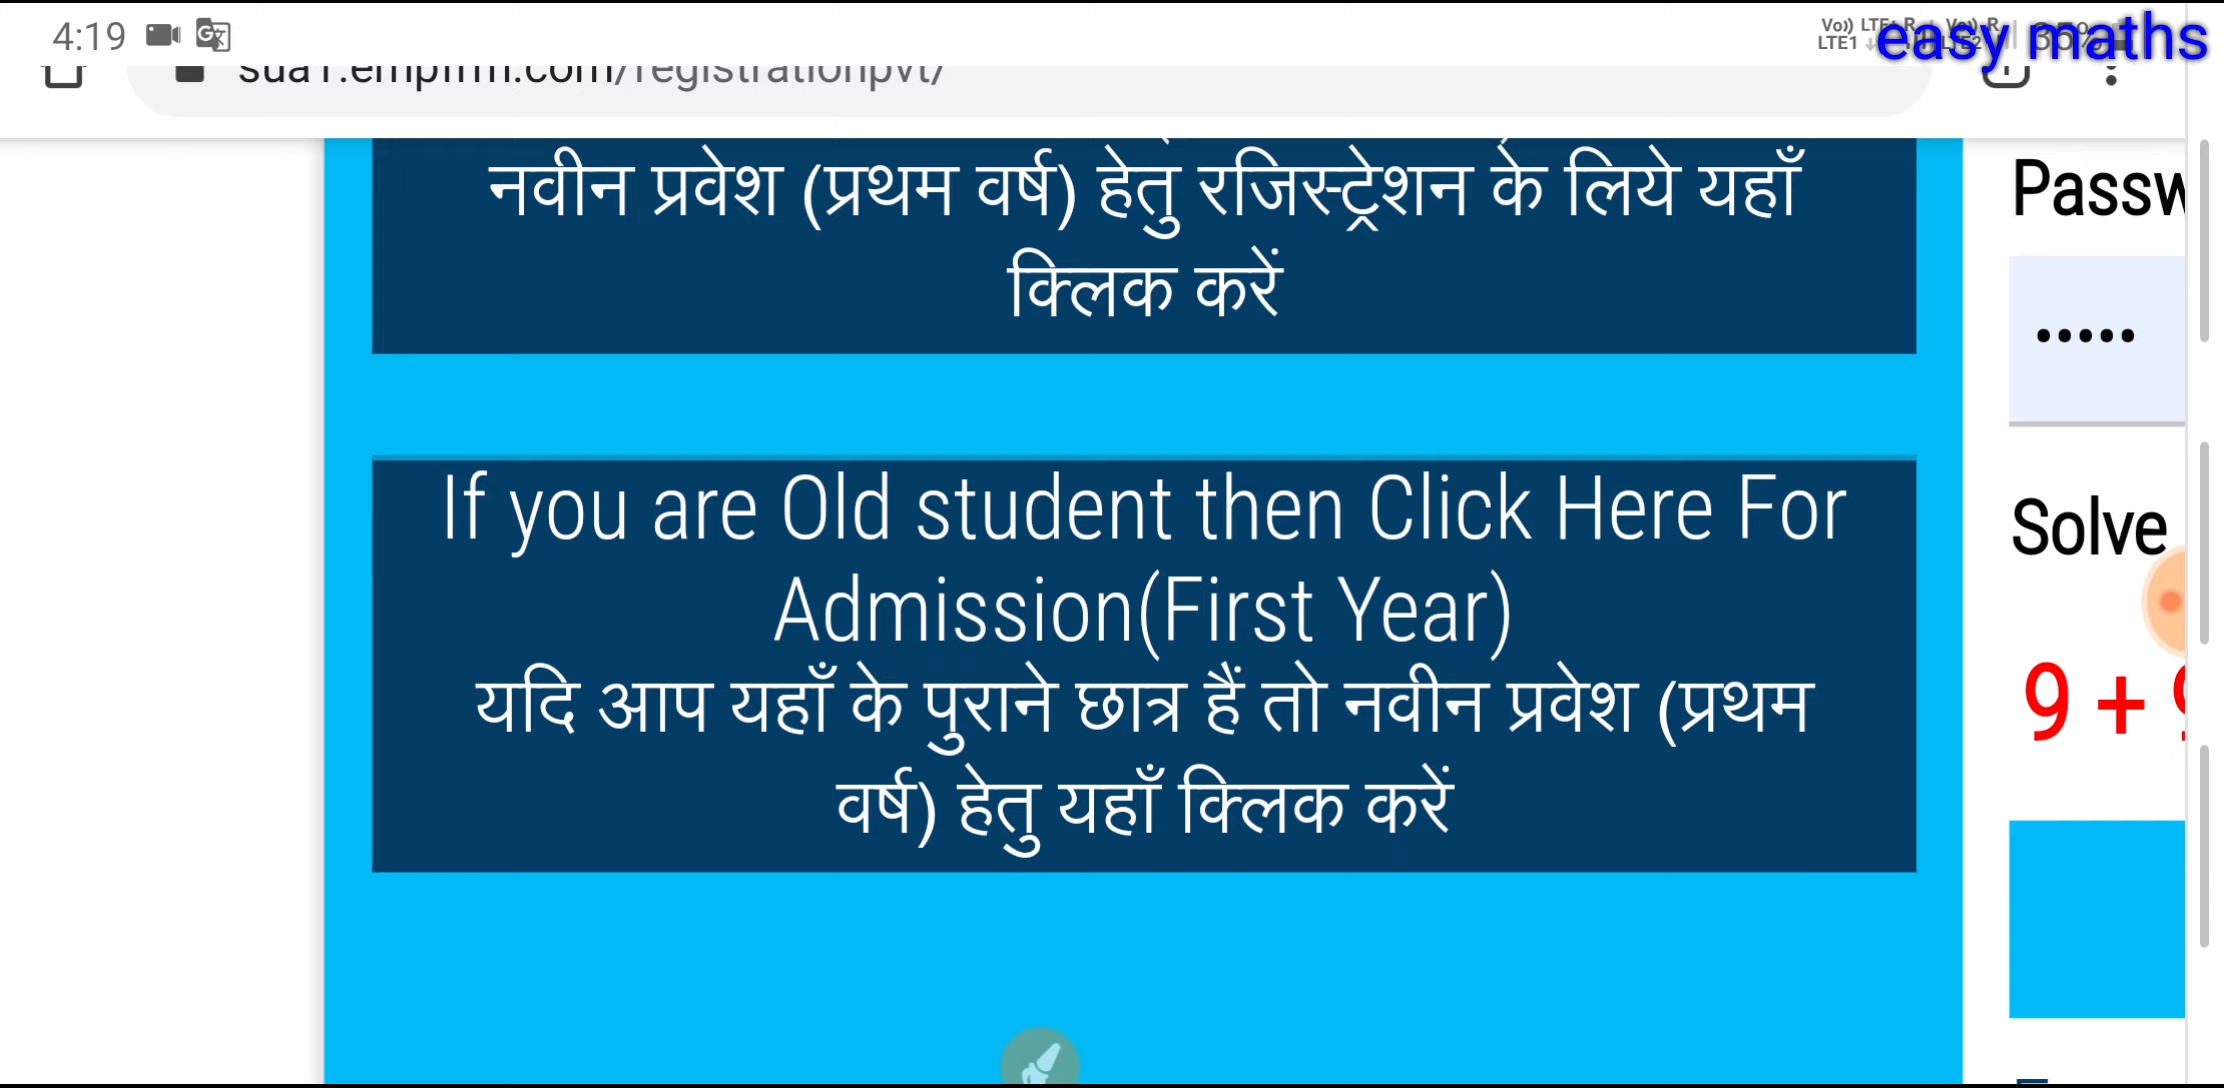 4:19
easy maths
LTE1
नवीन प्रवेश (प्रथम वर्ष) हेतु रजिस्ट्रेशन के लिये यहाँ
क्लिक करें
If you are Old student then Click Here For
Admission(First Year)
यदि आप यहाँ के पुराने छात्र हैं तो नवीन प्रवेश (प्रथम
वर्ष) हेतु यहाँ क्लिक करें
Solve
9 +